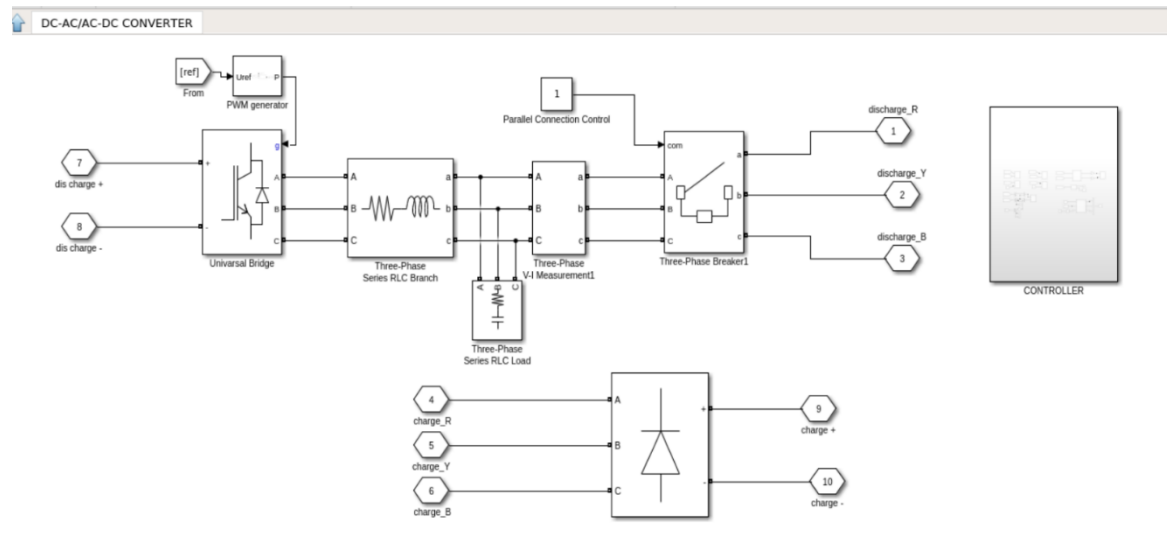 DC-AC/AC-DC CONVERTER
[ref]
From
Uref
P
PWM generator
1
Parallel Connection Control
discharge_R
1
7
dis charge +
8
dis charge -
+
-
g
A
B
C
Univarsal Bridge
A
B
C
a
b
c
Three-Phase
Series RLC Branch
A
B
C
a
b
c
Three-Phase
V-I Measurement1
com
A
B
C
a
b
c
Three-Phase Breaker1
discharge_Y
2
discharge_B
3
CONTROLLER
A
B
C
Three-Phase
Series RLC Load
4
charge_R
5
charge_Y
6
charge_B
A
B
C
+
-
9
charge +
10
charge -